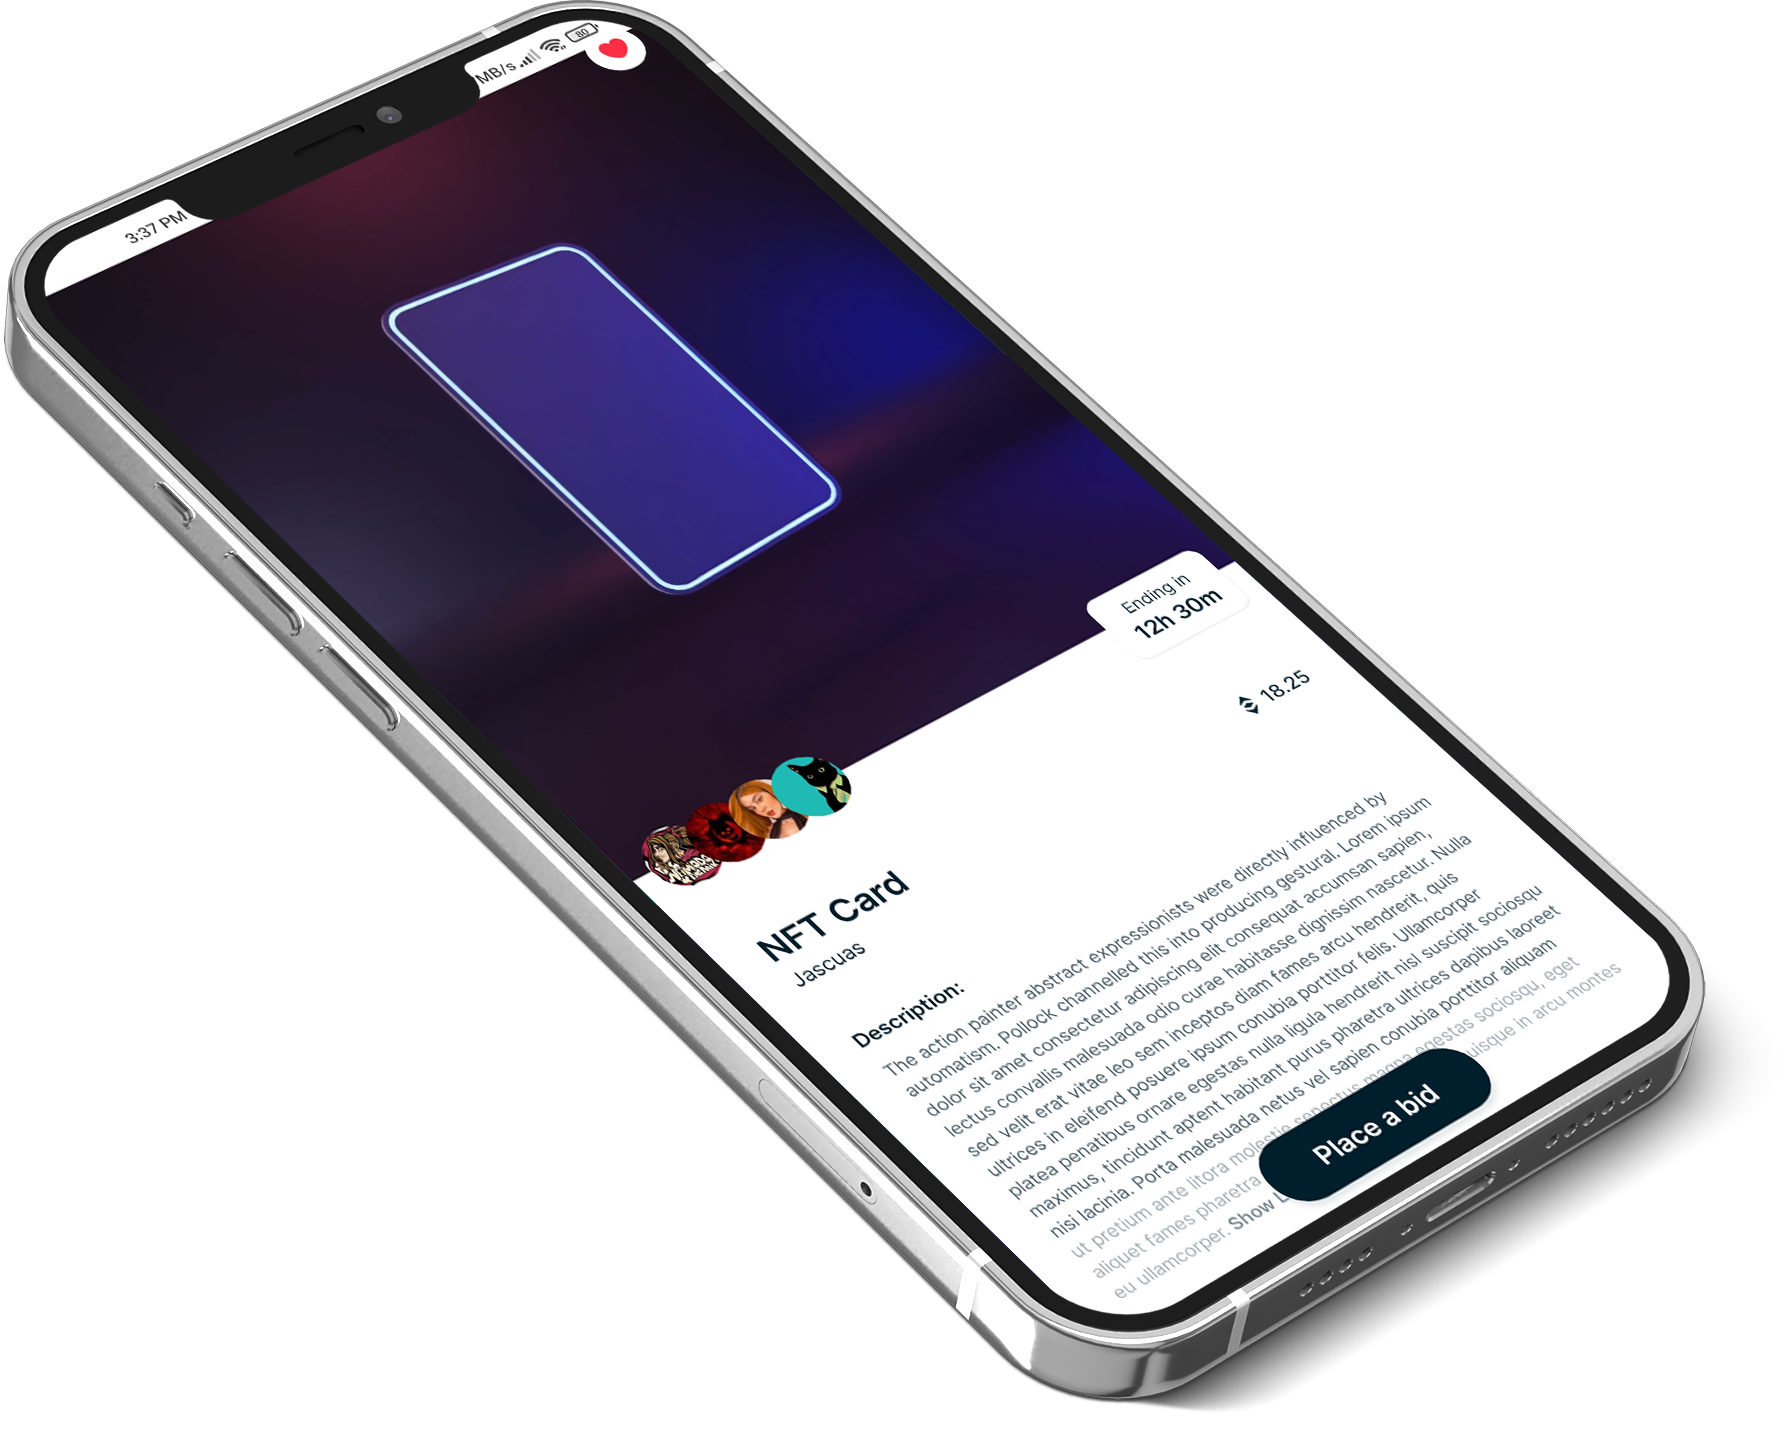 3:37 PM
MB/s
80
Ending in
12h 30m
18.25
NFT Card
Jascuas
Description:
The action painter abstract expressionists were directly influenced by
automatism. Pollock channelled this into producing gestural. Lorem ipsum
dolor sit amet consectetur adipiscing elit consequat accumsan sapien,
lectus convallis malesuada odio curae habitasse dignissim nascetur. Nulla
sed velit erat vitae leo sem inceptos diam fames arcu hendrerit, quis
ultrices in eleifend posuere ipsum conubia porttitor felis. Ullamcorper
platea penatibus ornare egestas nulla ligula hendrerit nisl suscipit sociosqu
maximus, tincidunt aptent habitant purus pharetra ultrices dapibus laoreet
nisi lacinia. Porta malesuada netus vel sapien conubia porttitor aliquam
ut pretium ante litora molestie senectus magna egestas sociosqu, eget
aliquet fames pharetra uisque in arcu montes
eu ullamcorper. Show L
Place a bid